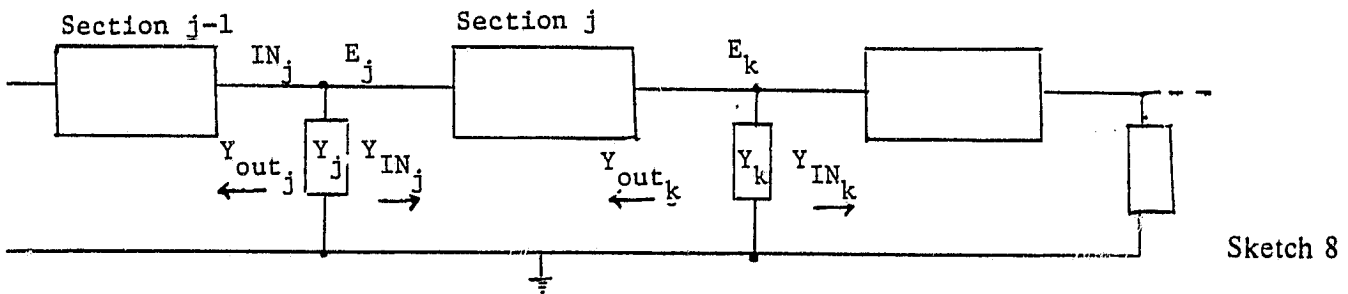 Section j-1
Section j
IN_j E_j
E_k
Y_out_j Y_j Y_IN_j
Y_out_k Y_k Y_IN_k
Sketch 8